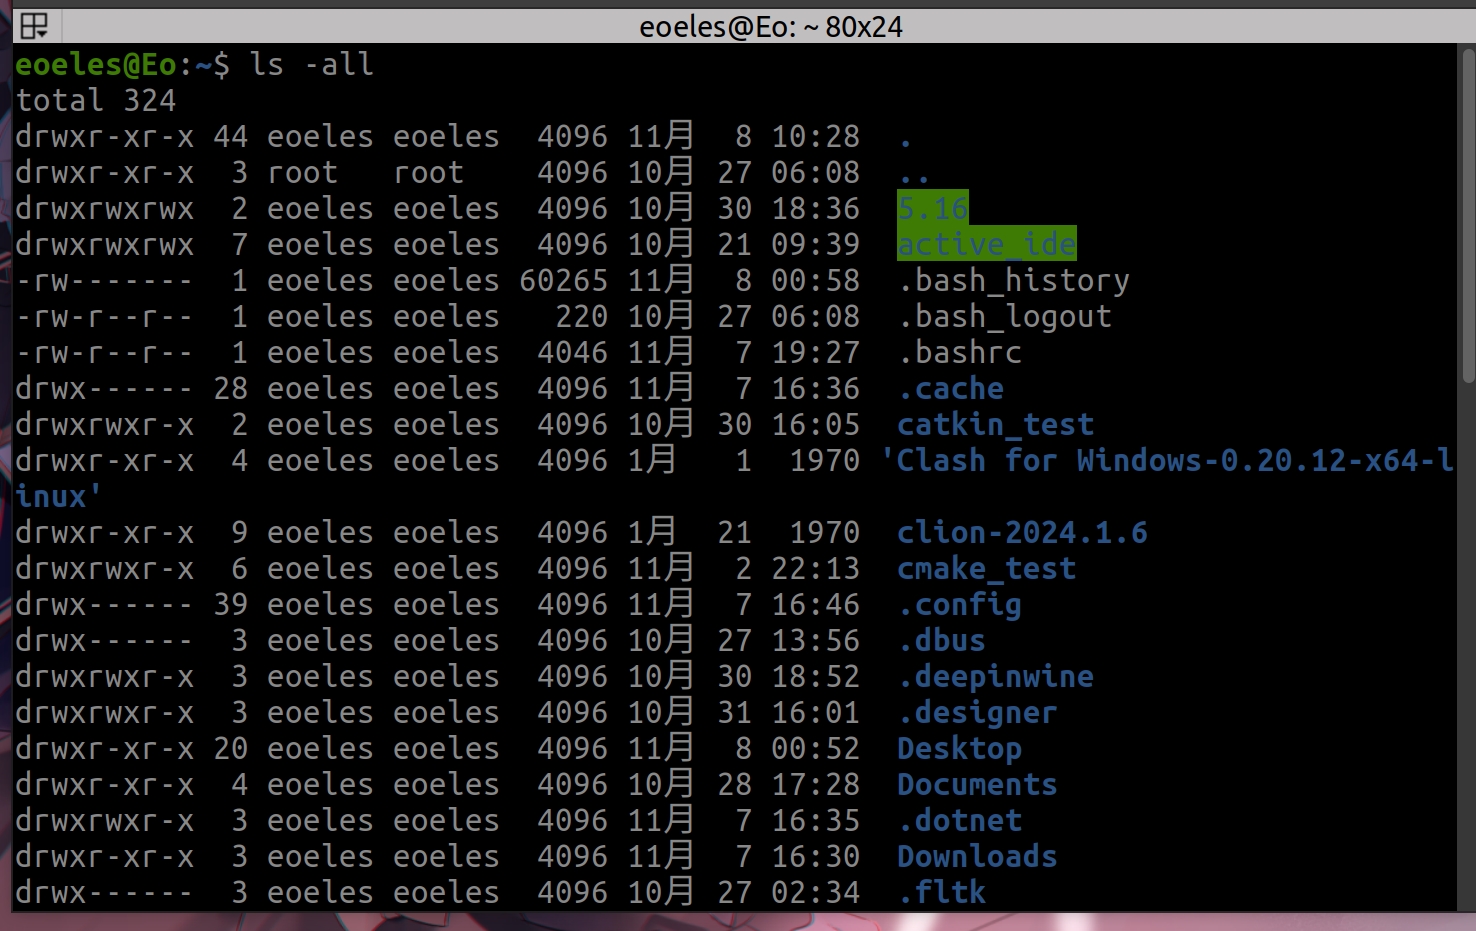 eoeles@Eo: ~ 80x24
eoeles@Eo:~$ ls -all
total 324
drwxr-xr-x 44 eoeles eoeles  4096 11月  8 10:28  .
drwxr-xr-x  3 root   root    4096 10月 27 06:08  ..
drwxrwxrwx  2 eoeles eoeles  4096 10月 30 18:36  5.16
drwxrwxrwx  7 eoeles eoeles  4096 10月 21 09:39  active_ide
-rw-------  1 eoeles eoeles 60265 11月  8 00:58  .bash_history
-rw-r--r--  1 eoeles eoeles   220 10月 27 06:08  .bash_logout
-rw-r--r--  1 eoeles eoeles  4046 11月  7 19:27  .bashrc
drwx------ 28 eoeles eoeles  4096 11月  7 16:36  .cache
drwxrwxr-x  2 eoeles eoeles  4096 10月 30 16:05  catkin_test
drwxr-xr-x  4 eoeles eoeles  4096 1月   1  1970 'Clash for Windows-0.20.12-x64-l
inux'
drwxr-xr-x  9 eoeles eoeles  4096 1月  21  1970  clion-2024.1.6
drwxrwxr-x  6 eoeles eoeles  4096 11月  2 22:13  cmake_test
drwx------ 39 eoeles eoeles  4096 11月  7 16:46  .config
drwx------  3 eoeles eoeles  4096 10月 27 13:56  .dbus
drwxrwxr-x  3 eoeles eoeles  4096 10月 30 18:52  .deepinwine
drwxrwxr-x  3 eoeles eoeles  4096 10月 31 16:01  .designer
drwxr-xr-x 20 eoeles eoeles  4096 11月  8 00:52  Desktop
drwxr-xr-x  4 eoeles eoeles  4096 10月 28 17:28  Documents
drwxrwxr-x  3 eoeles eoeles  4096 11月  7 16:35  .dotnet
drwxr-xr-x  3 eoeles eoeles  4096 11月  7 16:30  Downloads
drwx------  3 eoeles eoeles  4096 10月 27 02:34  .fltk